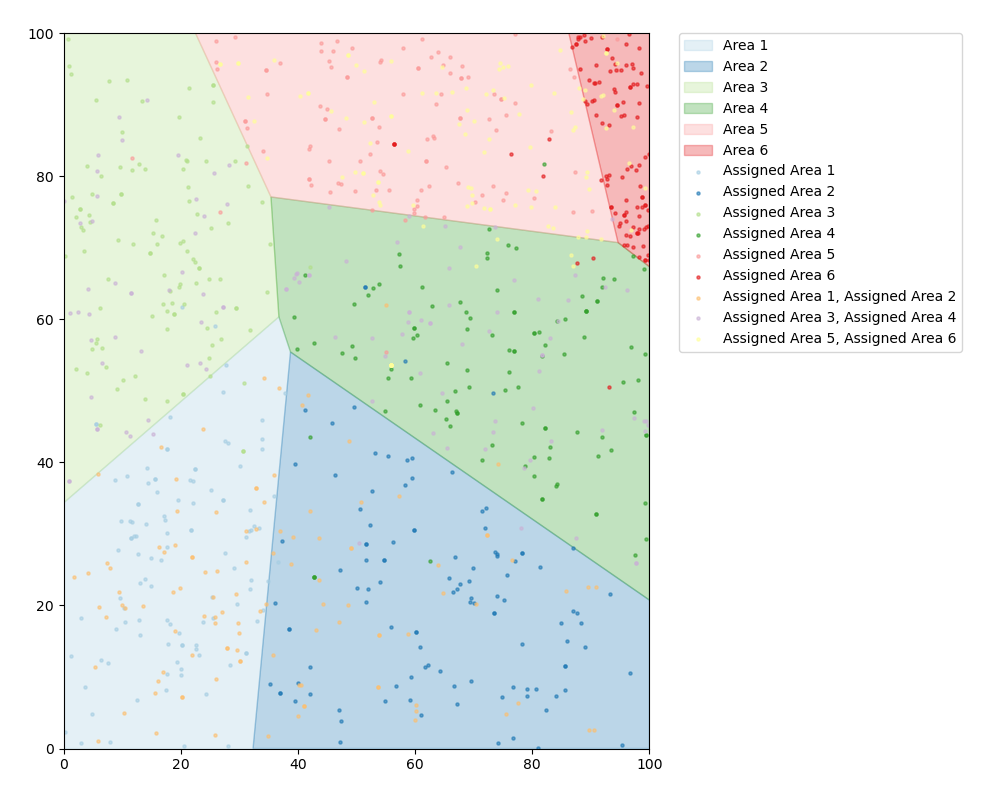 100
80
60
40
20
0
0
20
40
60
80
100
Area 1
Area 2
Area 3
Area 4
Area 5
Area 6
Assigned Area 1
Assigned Area 2
Assigned Area 3
Assigned Area 4
Assigned Area 5
Assigned Area 6
Assigned Area 1, Assigned Area 2
Assigned Area 3, Assigned Area 4
Assigned Area 5, Assigned Area 6